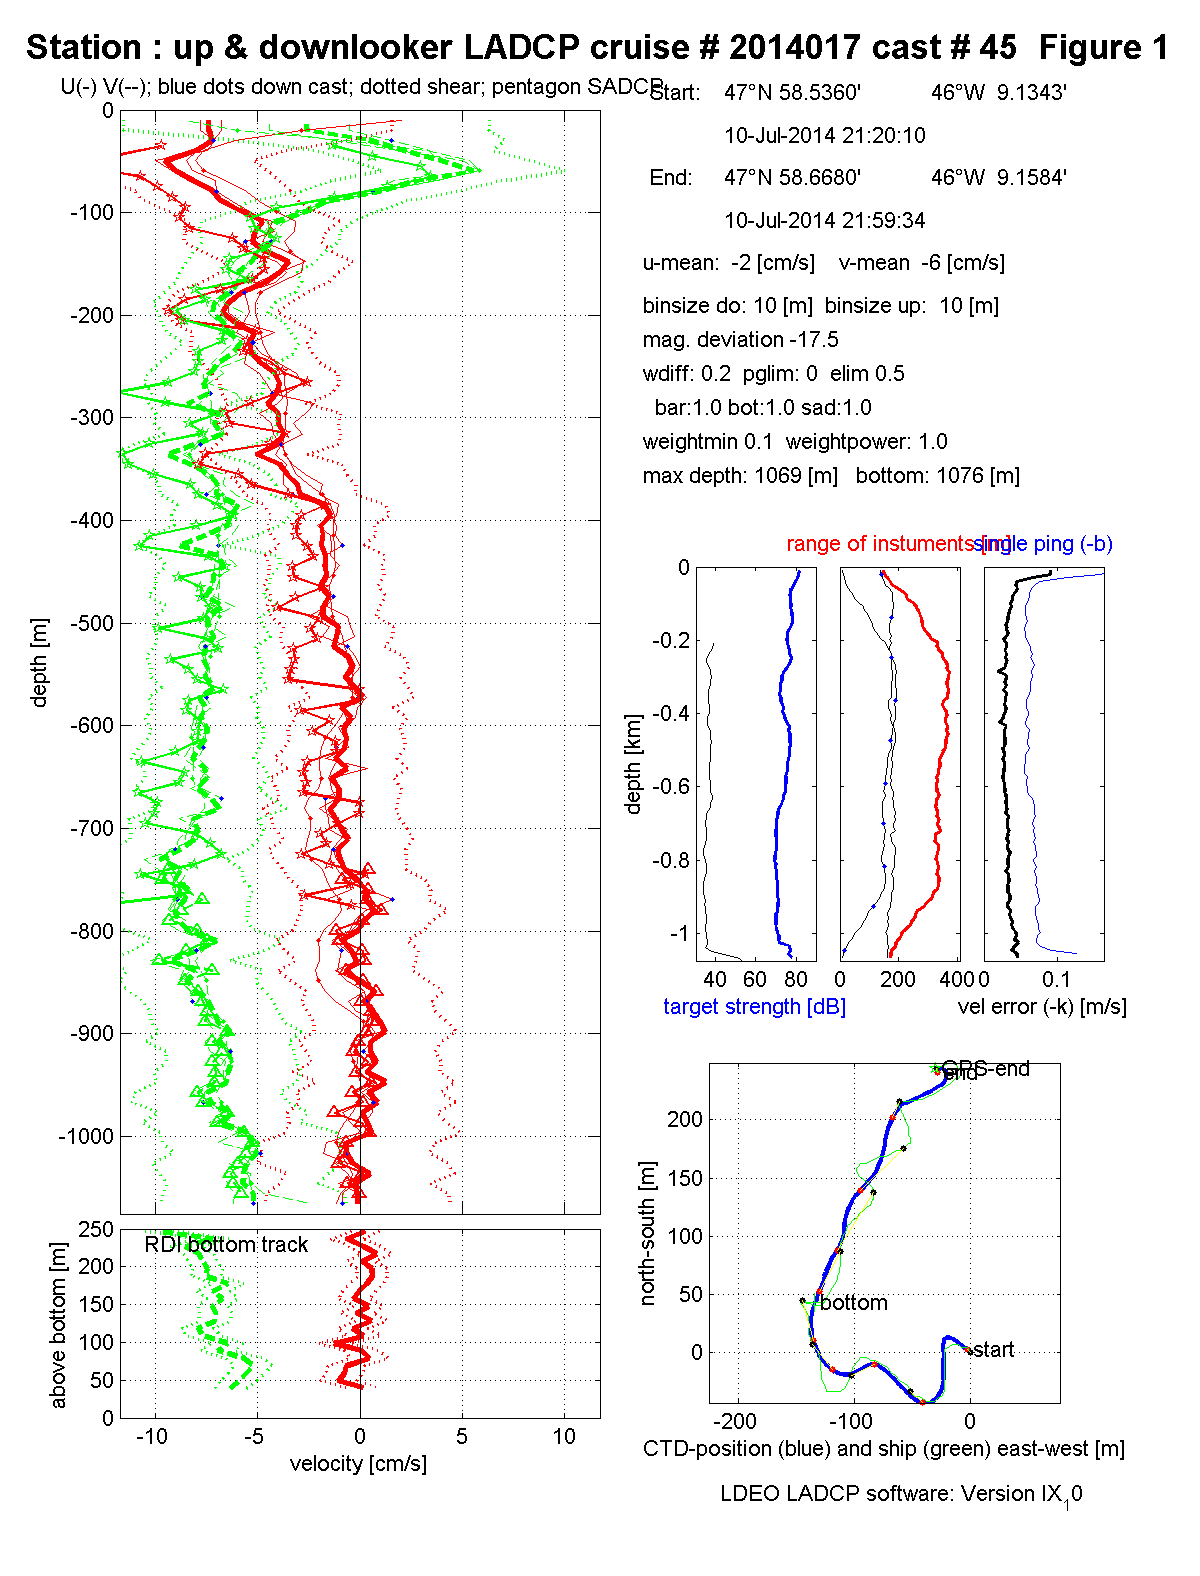 Station : up & downlooker LADCP cruise # 2014017 cast # 45  Figure 1
U(-) V(--); blue dots down cast; dotted shear; pentagon SADCP
Start: 47°N 58.5360' 46°W 9.1343'
10-Jul-2014 21:20:10
End: 47°N 58.6680' 46°W 9.1584'
10-Jul-2014 21:59:34
u-mean: -2 [cm/s] v-mean -6 [cm/s]
binsize do: 10 [m] binsize up: 10 [m]
mag. deviation -17.5
wdiff: 0.2 pglim: 0 elim 0.5
bar:1.0 bot:1.0 sad:1.0
weightmin 0.1 weightpower: 1.0
max depth: 1069 [m] bottom: 1076 [m]
0
-100
-200
-300
-400
-500
-600
-700
-800
-900
-1000
depth [m]
RDI bottom track
250
200
150
100
50
0
above bottom [m]
-10 -5 0 5 10
velocity [cm/s]
range of instuments [m]
single ping (-b)
0
-0.2
-0.4
-0.6
-0.8
-1
depth [km]
40 60 80
target strength [dB]
0 200 400
0 0.1
vel error (-k) [m/s]
GPS-end
end
bottom
start
200
150
100
50
0
north-south [m]
-200 -100 0
CTD-position (blue) and ship (green) east-west [m]
LDEO LADCP software: Version IX10